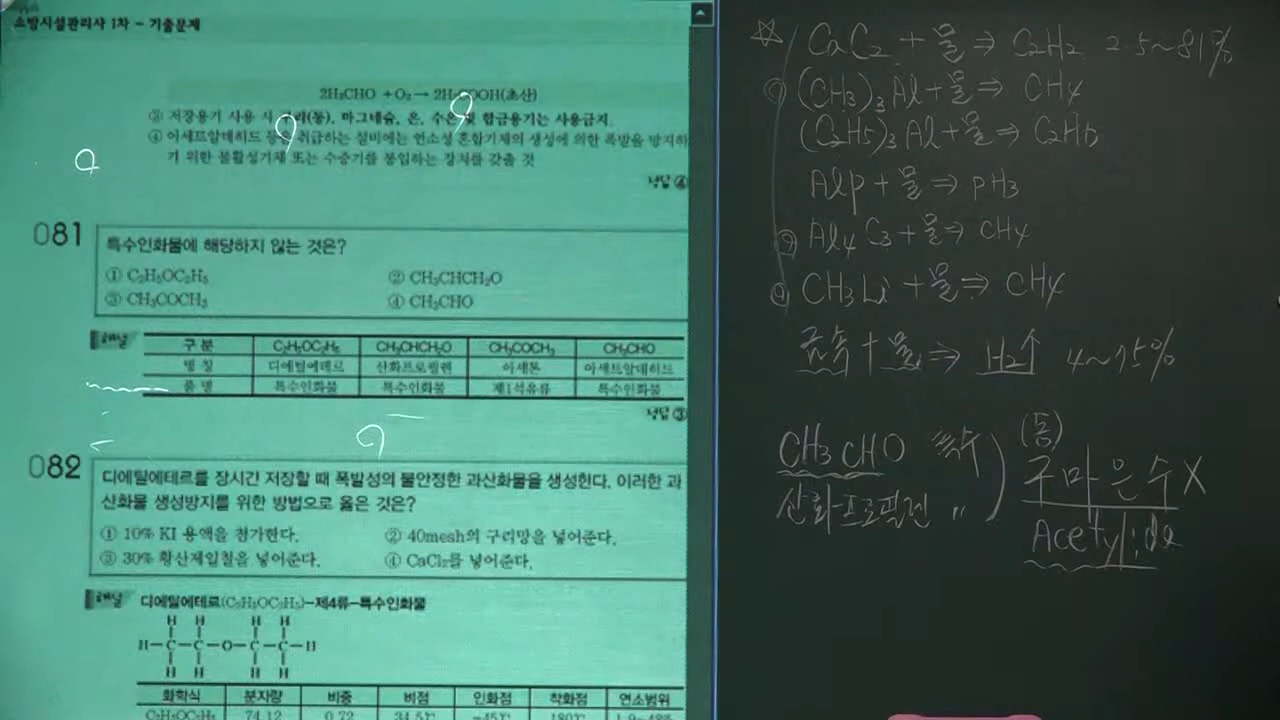 소방시설관리사 1차 - 기출문제
2H₃CHO + O₂ → 2H OOH(초산)
③ 저장용기 사용 시 구리(동), 마그네슘, 은, 수은 및 합금용기는 사용금지.
④ 아세트알데히드 등을 취급하는 설비에는 연소성 혼합기체의 생성에 의한 폭발을 방지하
기 위한 불활성기체 또는 수증기를 봉입하는 장치를 갖출 것
정답 ④
081 특수인화물에 해당하지 않는 것은?
① C₂H₅OC₂H₅ ② CH₃CHCH₂O
③ CH₃COCH₃ ④ CH₃CHO
해설
구 분 C₂H₅OC₂H₅ CH₃CHCH₂O CH₃COCH₃ CH₃CHO
명 칭 디에틸에테르 산화프로필렌 아세톤 아세트알데히드
품 명 특수인화물 특수인화물 제1석유류 특수인화물
정답 ③
082 디에틸에테르를 장시간 저장할 때 폭발성의 불안정한 과산화물을 생성한다. 이러한 과
산화물 생성방지를 위한 방법으로 옳은 것은?
① 10% KI 용액을 첨가한다. ② 40mesh의 구리망을 넣어준다.
③ 30% 황산제일철을 넣어준다. ④ CaCl₂를 넣어준다.
해설 디에틸에테르(C₂H₅OC₂H₅)-제4류-특수인화물
H H H H
H-C-C-O-C-C-H
H H H H
화학식 분자량 비중 비점 인화점 착화점 연소범위
C₂H₅OC₂H₅ 74.12 0.72 34.5℃ -45℃ 180℃ 1.9~48%
☆ CaC2 + 물 ⇒ C2H2 2.5~81%
(CH3)3Al + 물 ⇒ CH4
(C2H5)3Al + 물 ⇒ C2H6
Alp + 물 ⇒ pH3
Al4C3 + 물 ⇒ CH4
CH3Li + 물 ⇒ CH4
금속 + 물 ⇒ H2↑ 4~75%
CH3CHO 특수
산화프로필렌 〃
(동)
구마은수 X
Acetylide